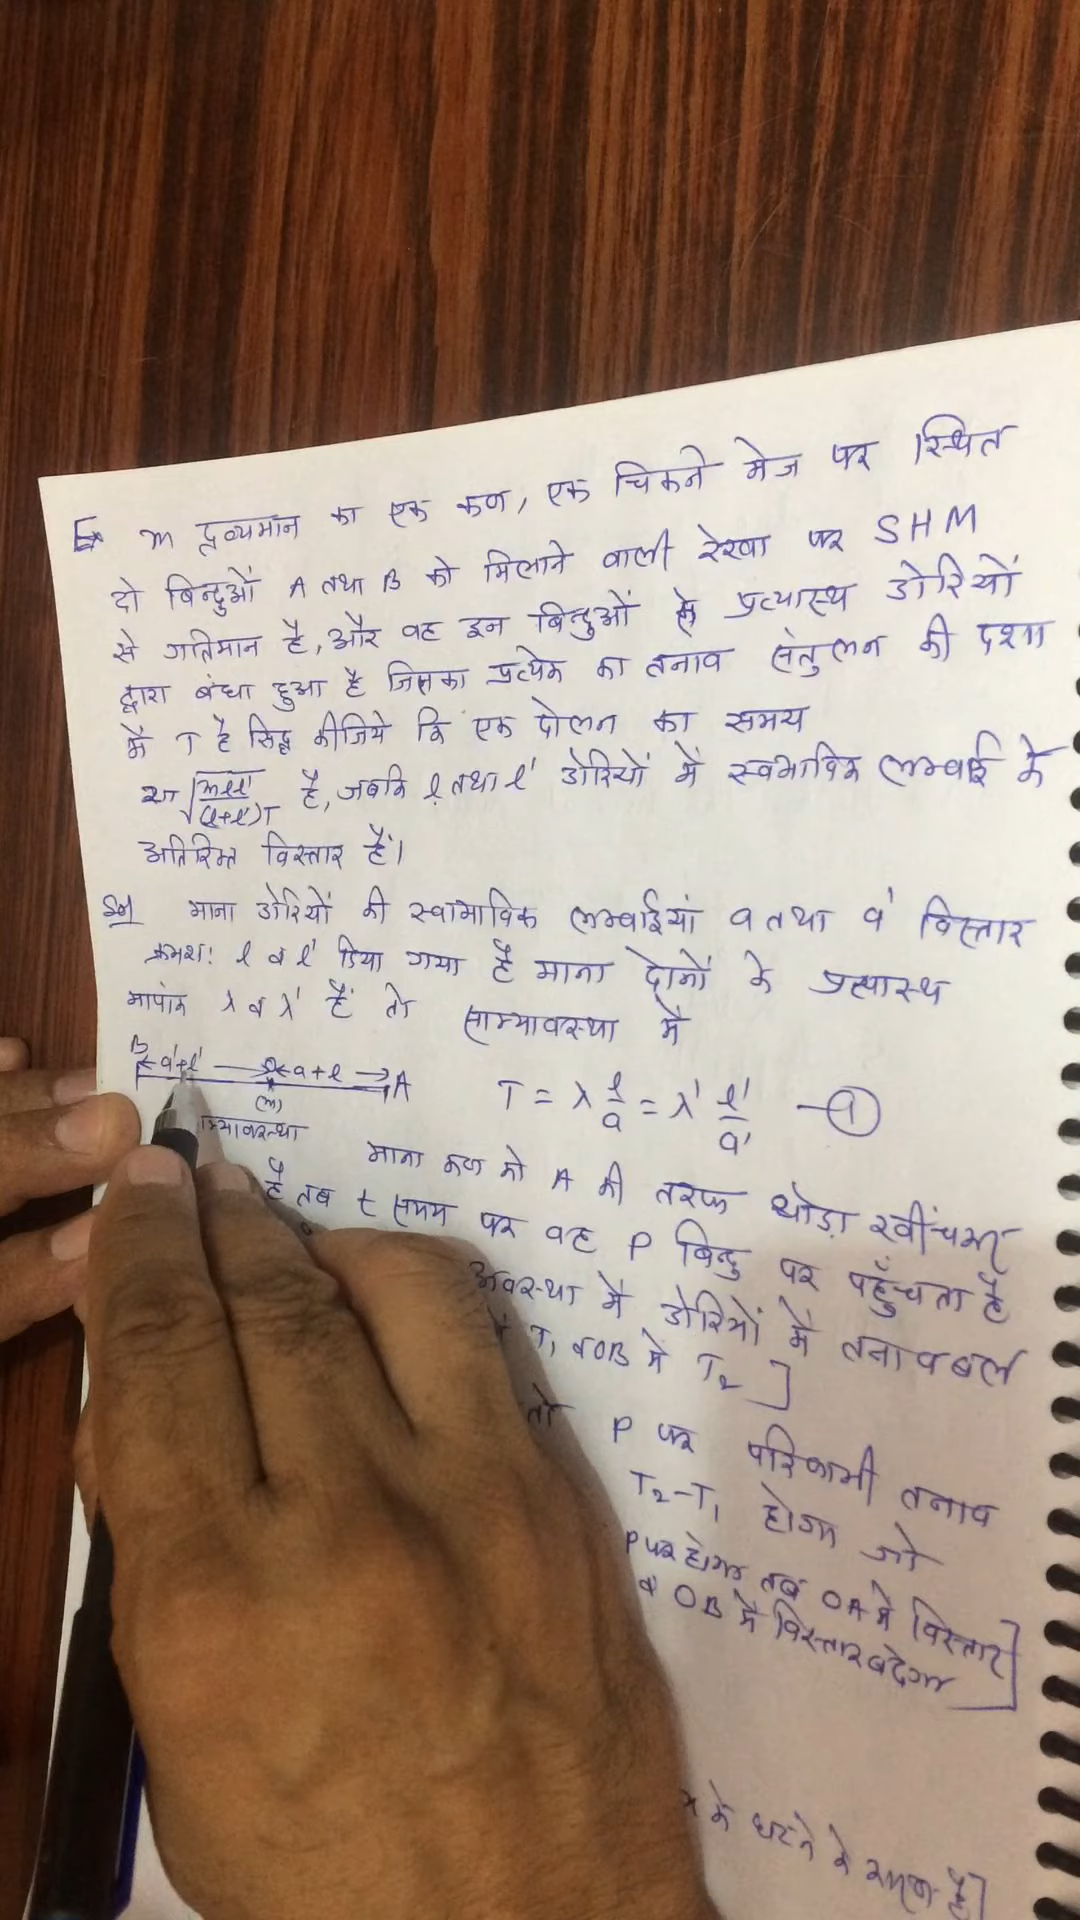 Ex m द्रव्यमान का एक कण, एक चिकने मेज पर स्थित
दो बिन्दुओं A तथा B को मिलाने वाली रेखा पर SHM
से गतिमान है, और वह इन बिन्दुओं से प्रत्यास्थ डोरियों
द्वारा बंधा हुआ है जिसका प्रत्येक का तनाव संतुलन की दशा
में T है सिद्ध कीजिये कि एक दोलन का समय
2π√(mll'/(l+l')T) है, जबकि l तथा l' डोरियों में स्वभाविक लम्बाई के
अतिरिक्त विस्तार हैं।
Sol माना डोरियों की स्वाभाविक लम्बाईयां a तथा a' विस्तार
क्रमश: l व l' दिया गया है माना दोनों के प्रत्यास्थ
मापांक λ व λ' हैं तो साम्यावस्था में
B a'+l' a+l A
(m)
T = λ l/a = λ' l'/a' —①
म्यावस्था
माना कण को A की तरफ थोड़ा खींचा
है तब t समय पर वह P बिन्दु पर पहुँचता है
अवस्था में डोरियों में तनाव बल
T₁ व OB में T₂ ]
तो P पर परिणामी तनाव
T₂-T₁ होगा जो
P पर होगा तब OA में विस्तार
व OB में विस्तार बढेगा ]
x के घटने के है]